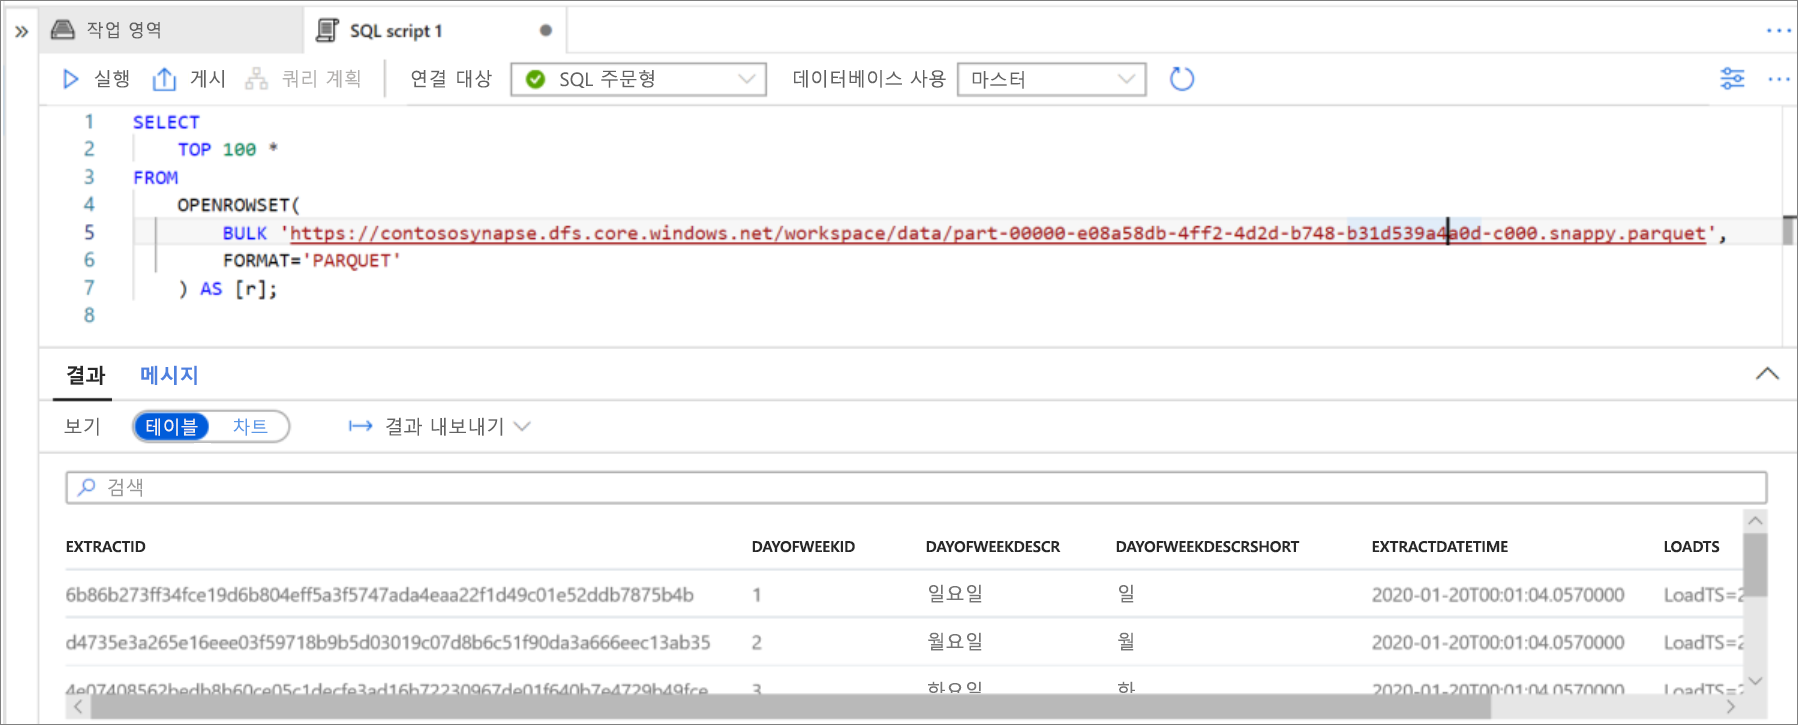 작업 영역 SQL script 1
실행 게시 쿼리 계획 연결 대상 SQL 주문형 데이터베이스 사용 마스터
1 SELECT
2 TOP 100 *
3 FROM
4 OPENROWSET(
5 BULK 'https://contososynapse.dfs.core.windows.net/workspace/data/part-00000-e08a58db-4ff2-4d2d-b748-b31d539a4a0d-c000.snappy.parquet',
6 FORMAT='PARQUET'
7 ) AS [r];
8
결과 메시지
보기 테이블 차트 결과 내보내기
검색
EXTRACTID DAYOFWEEKID DAYOFWEEKDESCR DAYOFWEEKDESCRSHORT EXTRACTDATETIME LOADTS
6b86b273ff34fce19d6b804eff5a3f5747ada4eaa22f1d49c01e52ddb7875b4b 1 일요일 일 2020-01-20T00:01:04.0570000 LoadTS=2
d4735e3a265e16eee03f59718b9b5d03019c07d8b6c51f90da3a666eec13ab35 2 월요일 월 2020-01-20T00:01:04.0570000 LoadTS=2
4e07408562bedb8b60ce05c1decfe3ad16b72230967de01f640b7e4729b49fce 3 화요일 화 2020-01-20T00:01:04.0570000 LoadTS=2